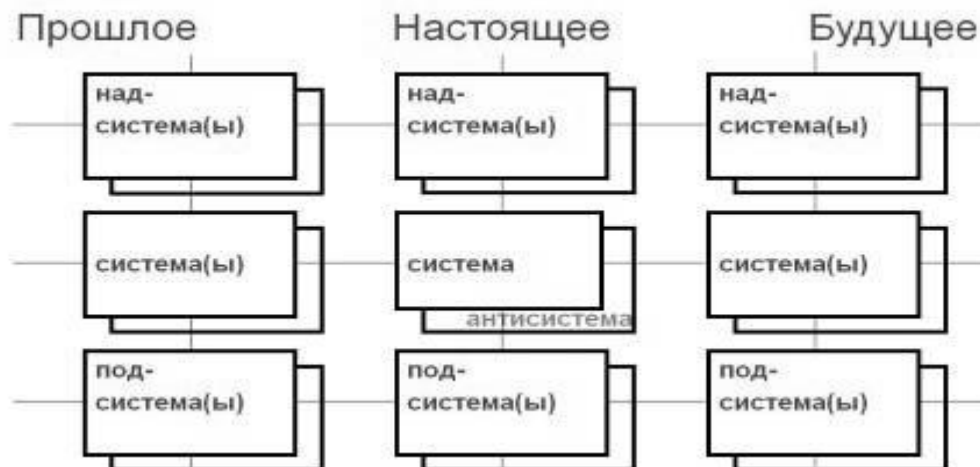 Прошлое Настоящее Будущее
над- над- над-
система(ы) система(ы) система(ы)
система(ы) система система(ы)
антисистема
под- под- под-
система(ы) система(ы) система(ы)